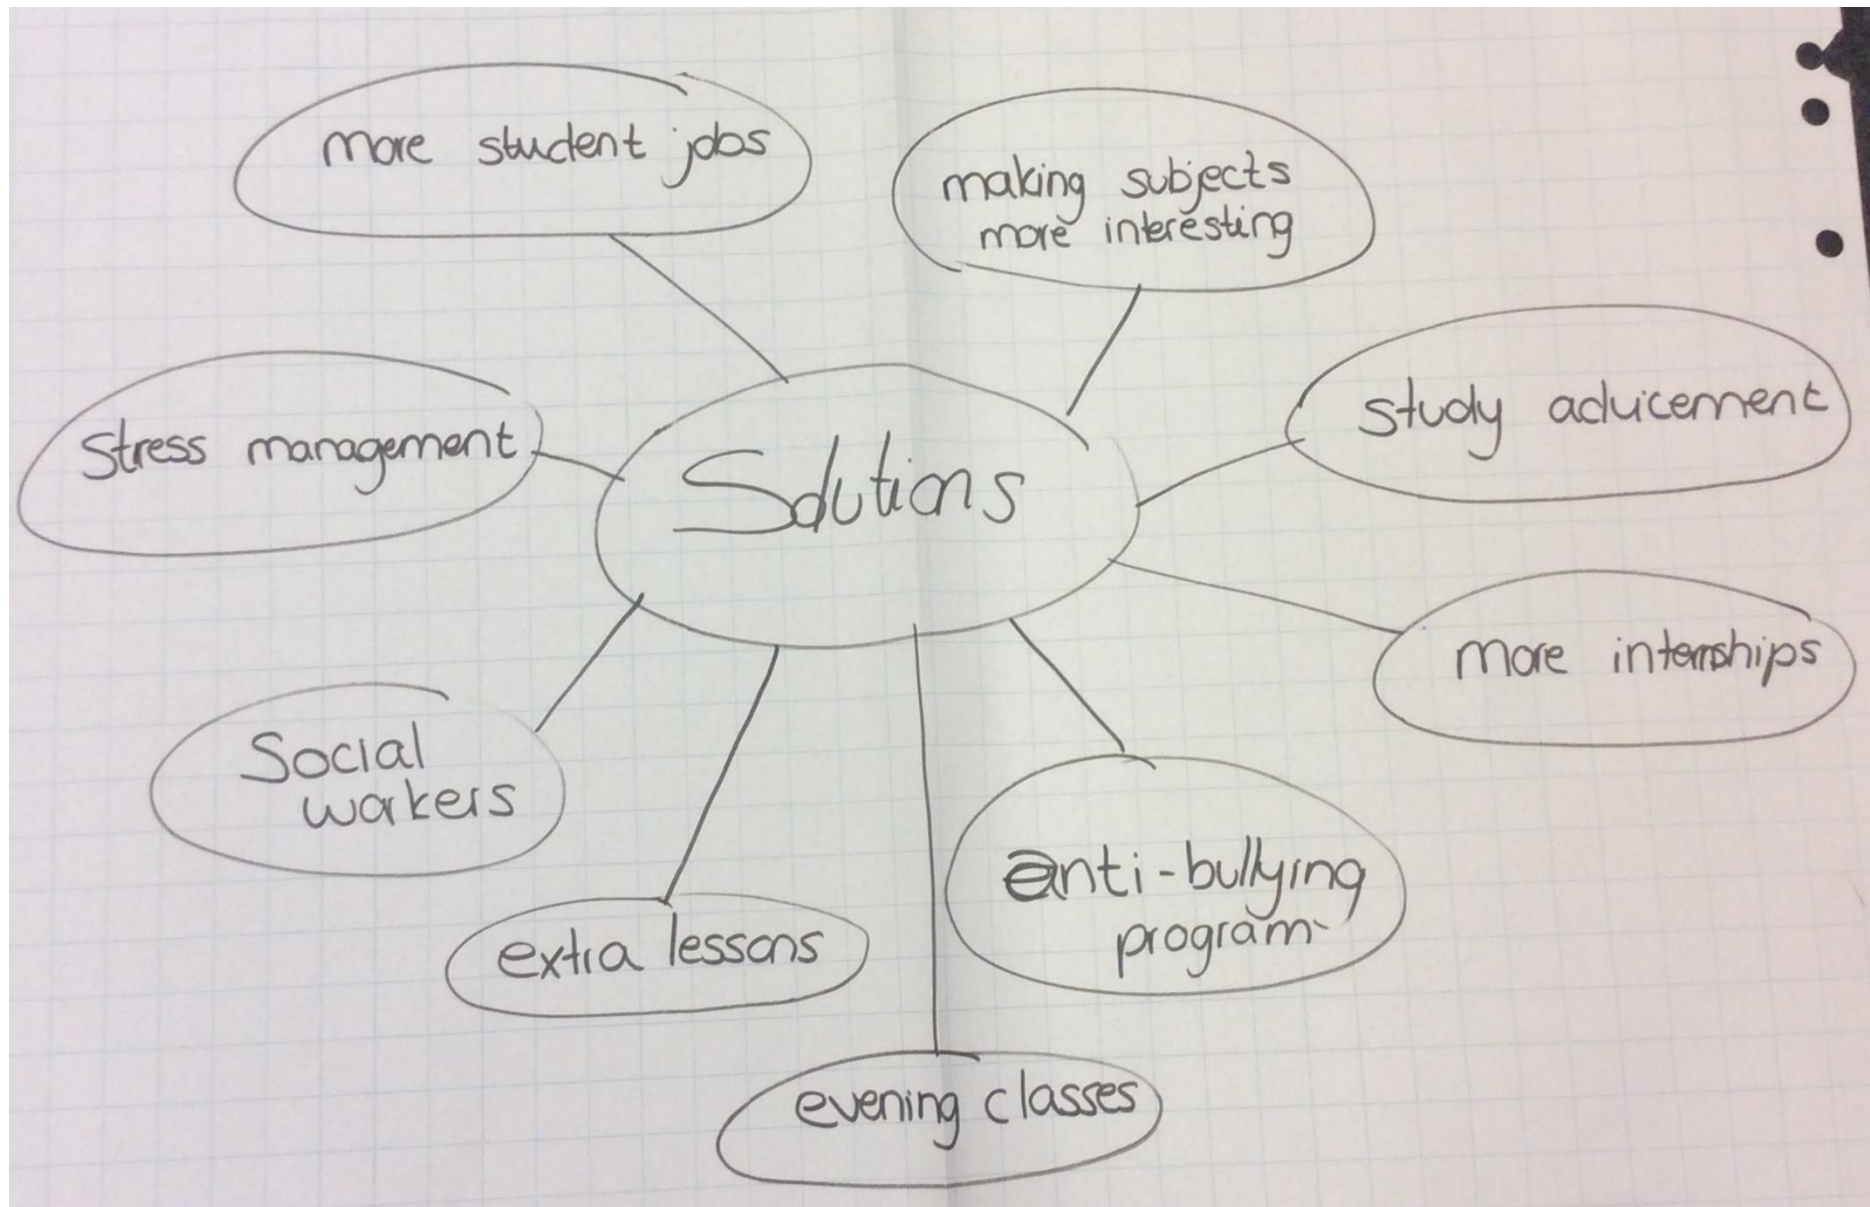 more student jobs
making subjects
more interesting
Stress management
Solutions
study advicement
more internships
Social
workers
anti-bullying
program
extra lessons
evening classes